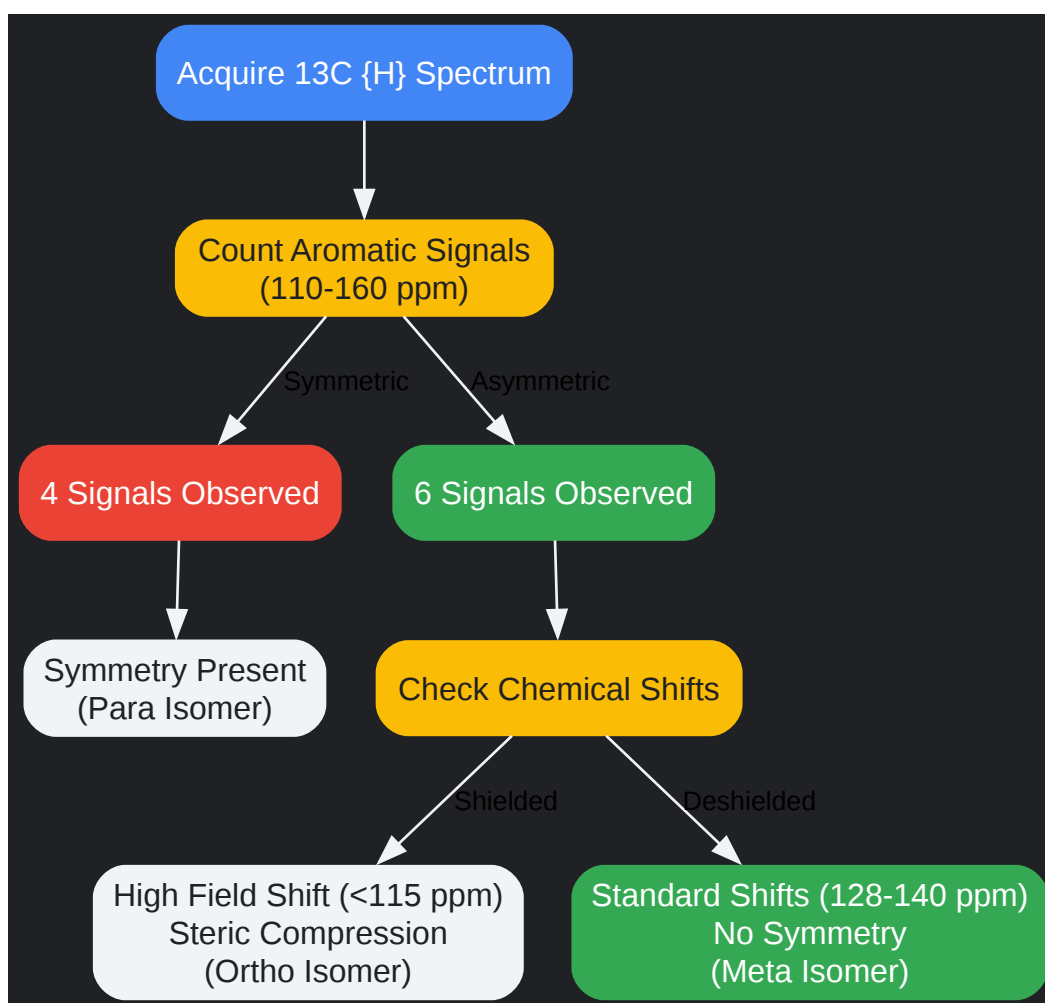 Acquire 13C {H} Spectrum
Count Aromatic Signals
(110-160 ppm)
Symmetric
Asymmetric
4 Signals Observed
6 Signals Observed
Symmetry Present
(Para Isomer)
Check Chemical Shifts
Shielded
Deshielded
High Field Shift (<115 ppm)
Steric Compression
(Ortho Isomer)
Standard Shifts (128-140 ppm)
No Symmetry
(Meta Isomer)